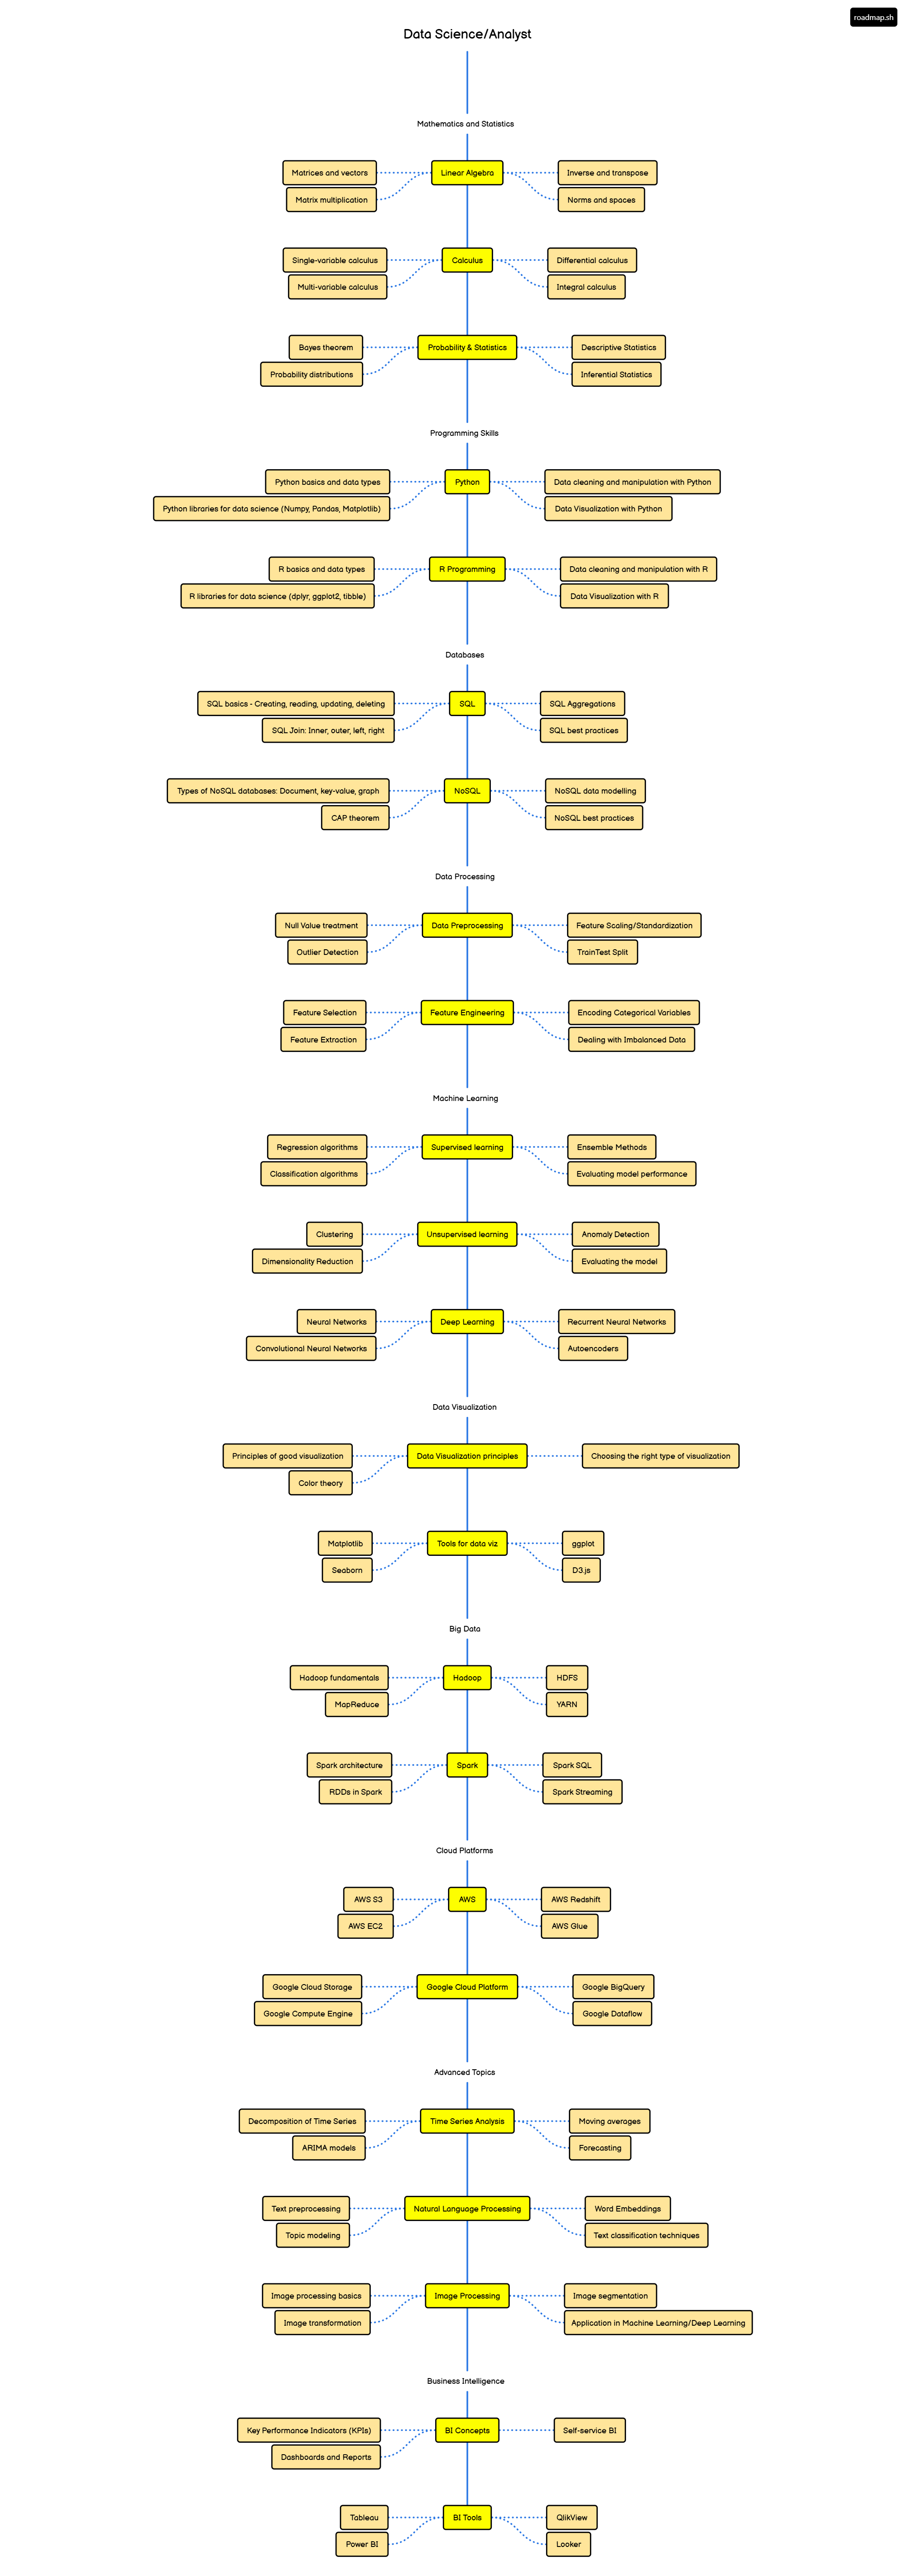 roadmap.sh
Data Science/Analyst
Mathematics and Statistics
Matrices and vectors
Linear Algebra
Inverse and transpose
Matrix multiplication
Norms and spaces
Single-variable calculus
Calculus
Differential calculus
Multi-variable calculus
Integral calculus
Bayes theorem
Probability & Statistics
Descriptive Statistics
Probability distributions
Inferential Statistics
Programming Skills
Python basics and data types
Python
Data cleaning and manipulation with Python
Python libraries for data science (Numpy, Pandas, Matplotlib)
Data Visualization with Python
R basics and data types
R Programming
Data cleaning and manipulation with R
R libraries for data science (dplyr, ggplot2, tibble)
Data Visualization with R
Databases
SQL basics - Creating, reading, updating, deleting
SQL
SQL Aggregations
SQL Join: Inner, outer, left, right
SQL best practices
Types of NoSQL databases: Document, key-value, graph
NoSQL
NoSQL data modelling
CAP theorem
NoSQL best practices
Data Processing
Null Value treatment
Data Preprocessing
Feature Scaling/Standardization
Outlier Detection
TrainTest Split
Feature Selection
Feature Engineering
Encoding Categorical Variables
Feature Extraction
Dealing with Imbalanced Data
Machine Learning
Regression algorithms
Supervised learning
Ensemble Methods
Classification algorithms
Evaluating model performance
Clustering
Unsupervised learning
Anomaly Detection
Dimensionality Reduction
Evaluating the model
Neural Networks
Deep Learning
Recurrent Neural Networks
Convolutional Neural Networks
Autoencoders
Data Visualization
Principles of good visualization
Data Visualization principles
Choosing the right type of visualization
Color theory
Matplotlib
Tools for data viz
ggplot
Seaborn
D3.js
Big Data
Hadoop fundamentals
Hadoop
HDFS
MapReduce
YARN
Spark architecture
Spark
Spark SQL
RDDs in Spark
Spark Streaming
Cloud Platforms
AWS S3
AWS
AWS Redshift
AWS EC2
AWS Glue
Google Cloud Storage
Google Cloud Platform
Google BigQuery
Google Compute Engine
Google Dataflow
Advanced Topics
Decomposition of Time Series
Time Series Analysis
Moving averages
ARIMA models
Forecasting
Text preprocessing
Natural Language Processing
Word Embeddings
Topic modeling
Text classification techniques
Image processing basics
Image Processing
Image segmentation
Image transformation
Application in Machine Learning/Deep Learning
Business Intelligence
Key Performance Indicators (KPIs)
BI Concepts
Self-service BI
Dashboards and Reports
Tableau
BI Tools
QlikView
Power BI
Looker